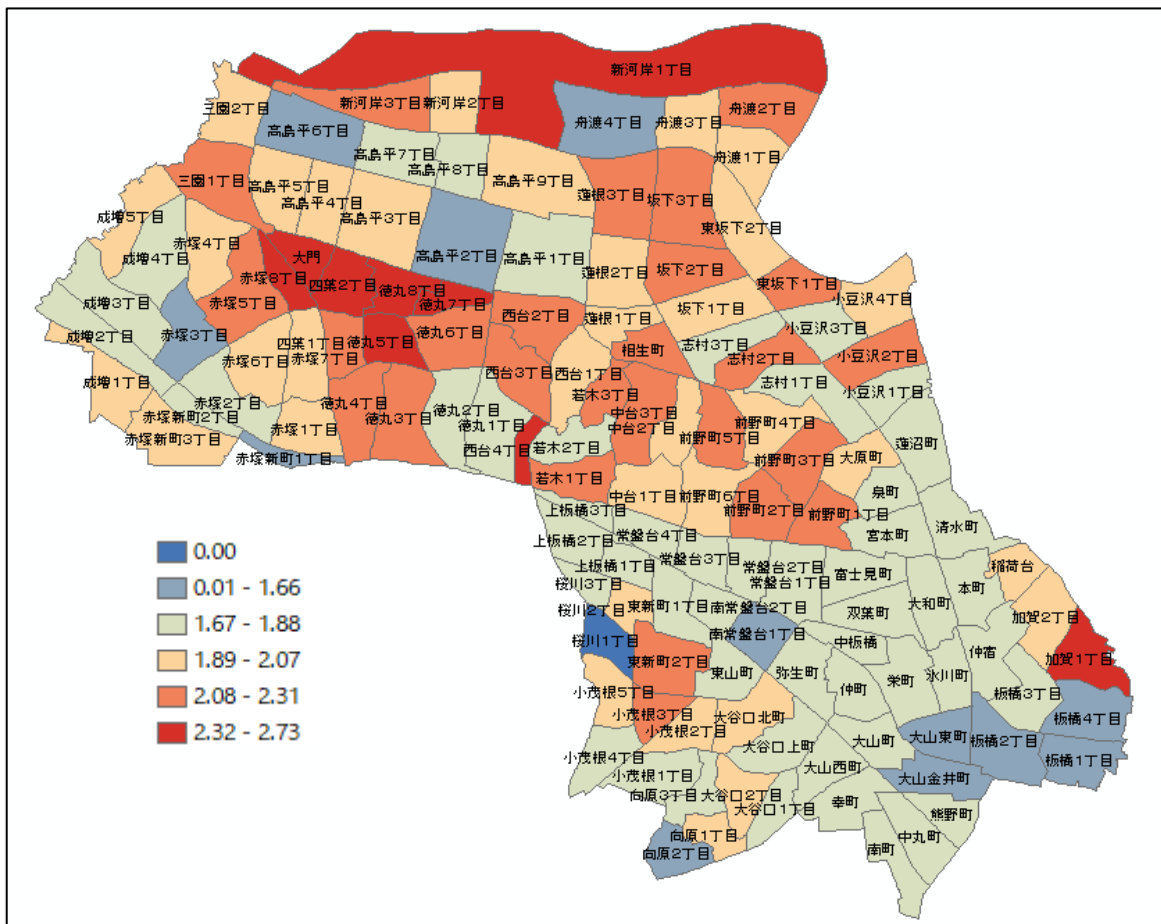 新河岸1丁目
三園2丁目
新河岸3丁目
新河岸2丁目
舟渡4丁目
舟渡3丁目
舟渡2丁目
高島平6丁目
高島平7丁目
高島平8丁目
舟渡1丁目
三園1丁目
高島平5丁目
高島平4丁目
高島平3丁目
高島平9丁目
蓮根3丁目
坂下3丁目
東坂下2丁目
成増5丁目
成増4丁目
赤塚4丁目
大門
高島平2丁目
高島平1丁目
蓮根2丁目
坂下2丁目
東坂下1丁目
小豆沢4丁目
赤塚8丁目
四葉2丁目
徳丸8丁目
徳丸7丁目
成増3丁目
赤塚5丁目
西台2丁目
蓮根1丁目
坂下1丁目
小豆沢3丁目
成増2丁目
赤塚3丁目
四葉1丁目
徳丸5丁目
徳丸6丁目
相生町
志村3丁目
志村2丁目
小豆沢2丁目
赤塚6丁目
赤塚7丁目
西台3丁目
西台1丁目
志村1丁目
小豆沢1丁目
成増1丁目
赤塚2丁目
徳丸4丁目
徳丸3丁目
徳丸2丁目
若木3丁目
中台3丁目
赤塚新町2丁目
徳丸1丁目
中台2丁目
前野町4丁目
赤塚新町3丁目
赤塚1丁目
西台4丁目
若木2丁目
前野町5丁目
大原町
蓮沼町
赤塚新町1丁目
若木1丁目
中台1丁目
前野町6丁目
前野町3丁目
泉町
上板橋3丁目
前野町2丁目
前野町1丁目
宮本町
清水町
上板橋2丁目
常盤台4丁目
常盤台3丁目
常盤台2丁目
上板橋1丁目
常盤台1丁目
富士見町
本町
稲荷台
桜川3丁目
桜川2丁目
東新町1丁目
南常盤台2丁目
双葉町
大和町
加賀2丁目
桜川1丁目
南常盤台1丁目
中板橋
仲宿
加賀1丁目
東新町2丁目
東山町
弥生町
仲町
栄町
氷川町
板橋3丁目
小茂根5丁目
小茂根3丁目
小茂根2丁目
大谷口北町
大山町
大山東町
板橋2丁目
板橋4丁目
小茂根4丁目
大谷口上町
板橋1丁目
小茂根1丁目
大山西町
大山金井町
向原3丁目
大谷口2丁目
大谷口1丁目
幸町
熊野町
向原1丁目
中丸町
向原2丁目
南町
0.00
0.01 - 1.66
1.67 - 1.88
1.89 - 2.07
2.08 - 2.31
2.32 - 2.73